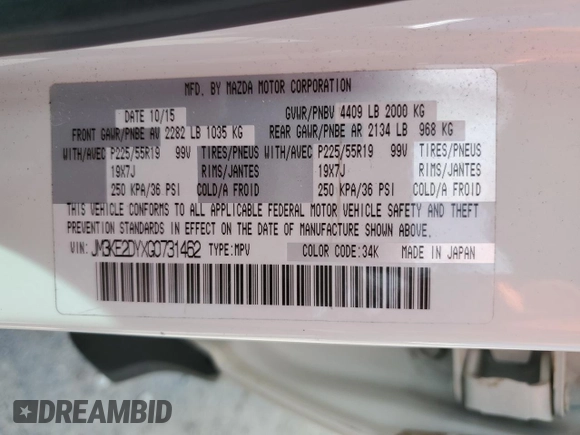 MFD. BY MAZDA MOTOR CORPORATION
DATE 10/15 GVWR/PNBV 4409 LB 2000 KG
FRONT GAWR/PNBE AV 2282 LB 1035 KG REAR GAWR/PNBE AR 2134 LB 968 KG
WITH/AVEC P225/55R19 99V TIRES/PNEUS WITH/AVEC P225/55R19 99V TIRES/PNEUS
19X7J RIMS/JANTES 19X7J RIMS/JANTES
250 KPA/36 PSI COLD/A FROID 250 KPA/36 PSI COLD/A FROID
THIS VEHICLE CONFORMS TO ALL APPLICABLE FEDERAL MOTOR VEHICLE SAFETY AND THEFT
PREVENTION STANDARDS IN EFFECT ON THE DATE OF MANUFACTURE SHOWN ABOVE.
VIN: JM3KE2DYXG0731462 TYPE:MPV COLOR CODE:34K MADE IN JAPAN
DREAMBID